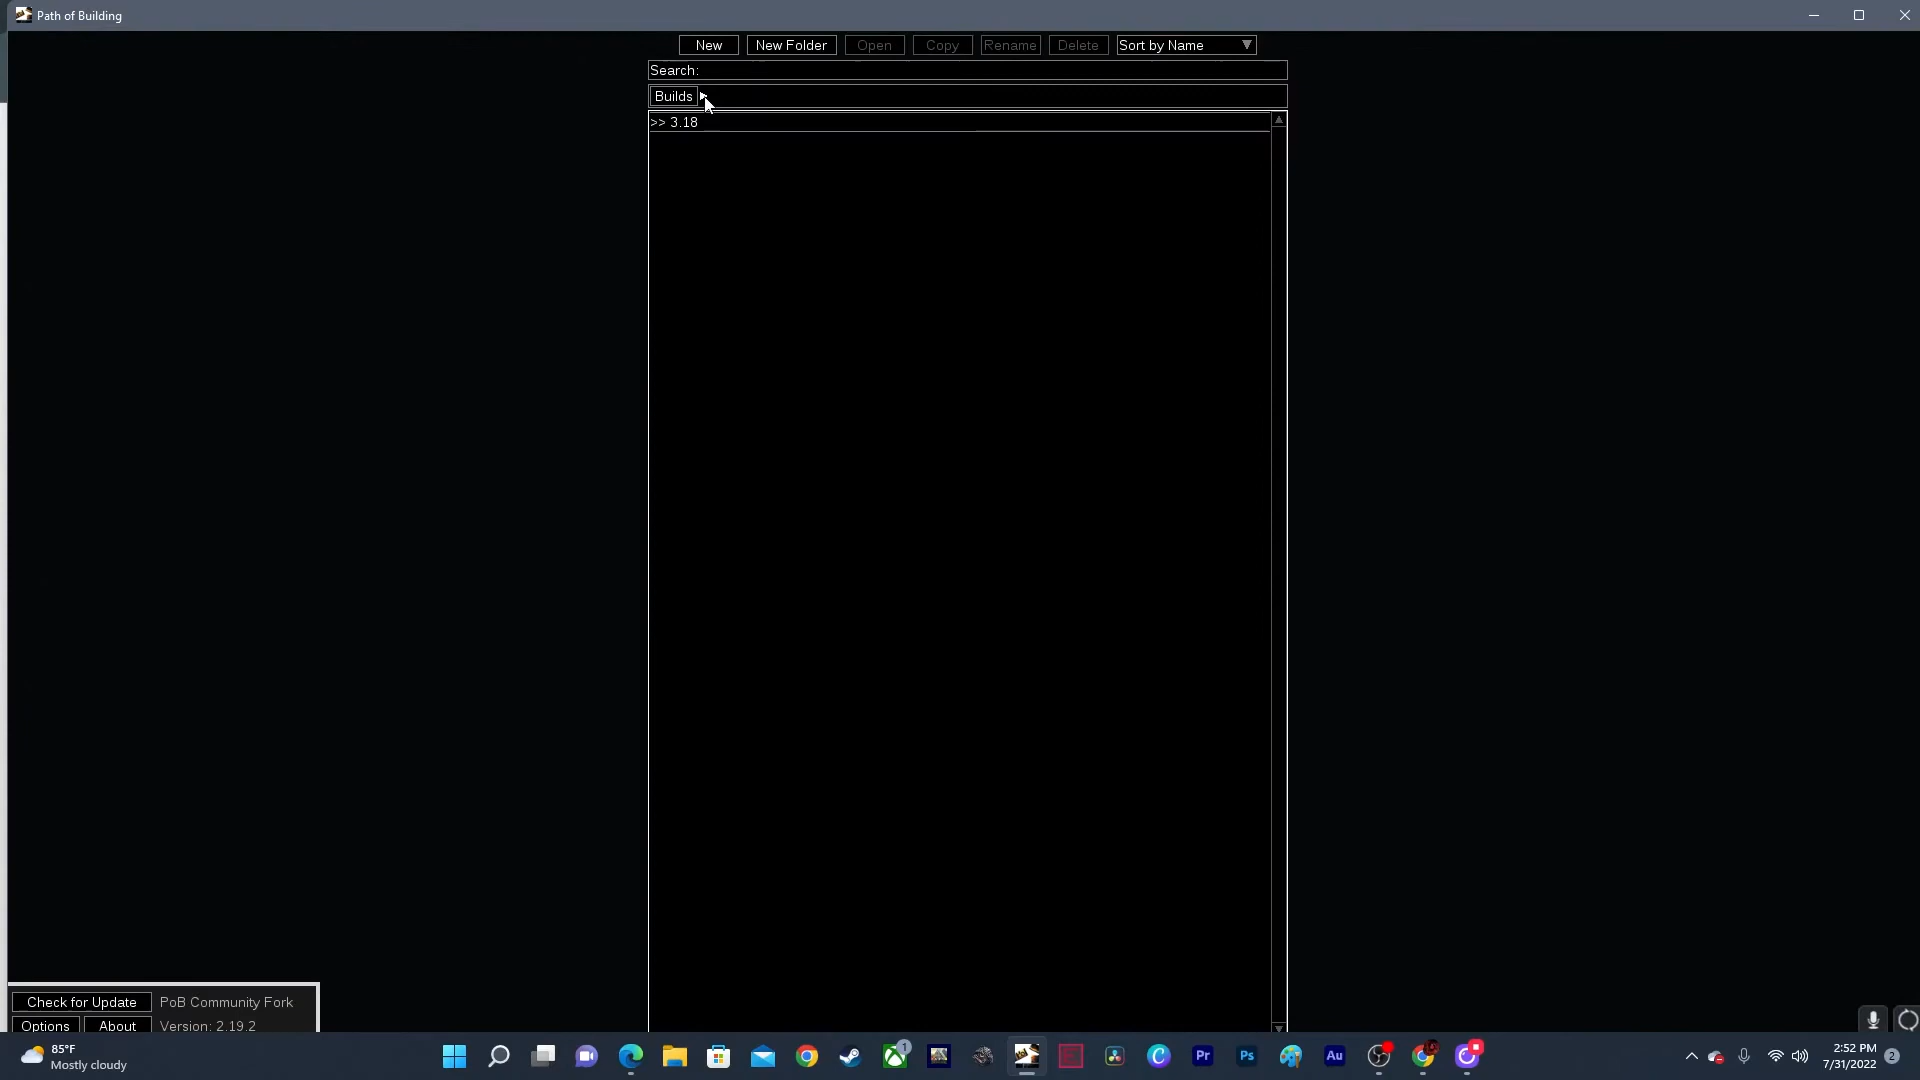 Path of Building
New New Folder Open Copy Rename Delete Sort by Name
Search:
Builds
>> 3.18
Check for Update PoB Community Fork
Options About Version: 2.19.2
85°F
Mostly cloudy
1
C
Pr
Ps
Au
2:52 PM
7/31/2022
2